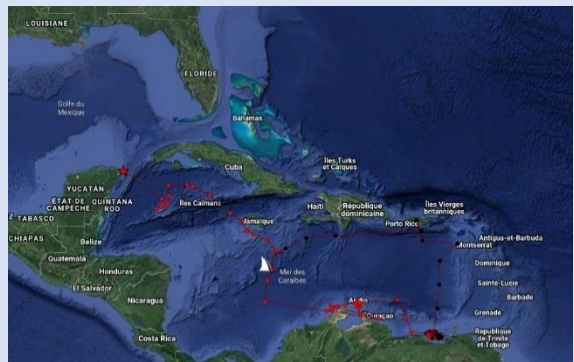 LOUISIANE
FLORIDE
Golfe du
Mexique
Bahamas
Cuba
Îles Turks
et Caïques
YUCATÁN
ÉTAT DE
CAMPECHE
QUINTANA
ROO
Z-TABASCO
CHIAPAS
Îles Caïmans
Haïti
République
dominicaine
Îles Vierges
britanniques
Porto Rico
Jamaïque
Belize
Antigua-et-Barbuda
Montserrat
Guatemala
Honduras
Mer des
Caraïbes
Dominique
El Salvador
Sainte-Lucie
Nicaragua
Barbade
Aruba
Curaçao
Grenade
Costa Rica
République
de Trinité
et Tobago